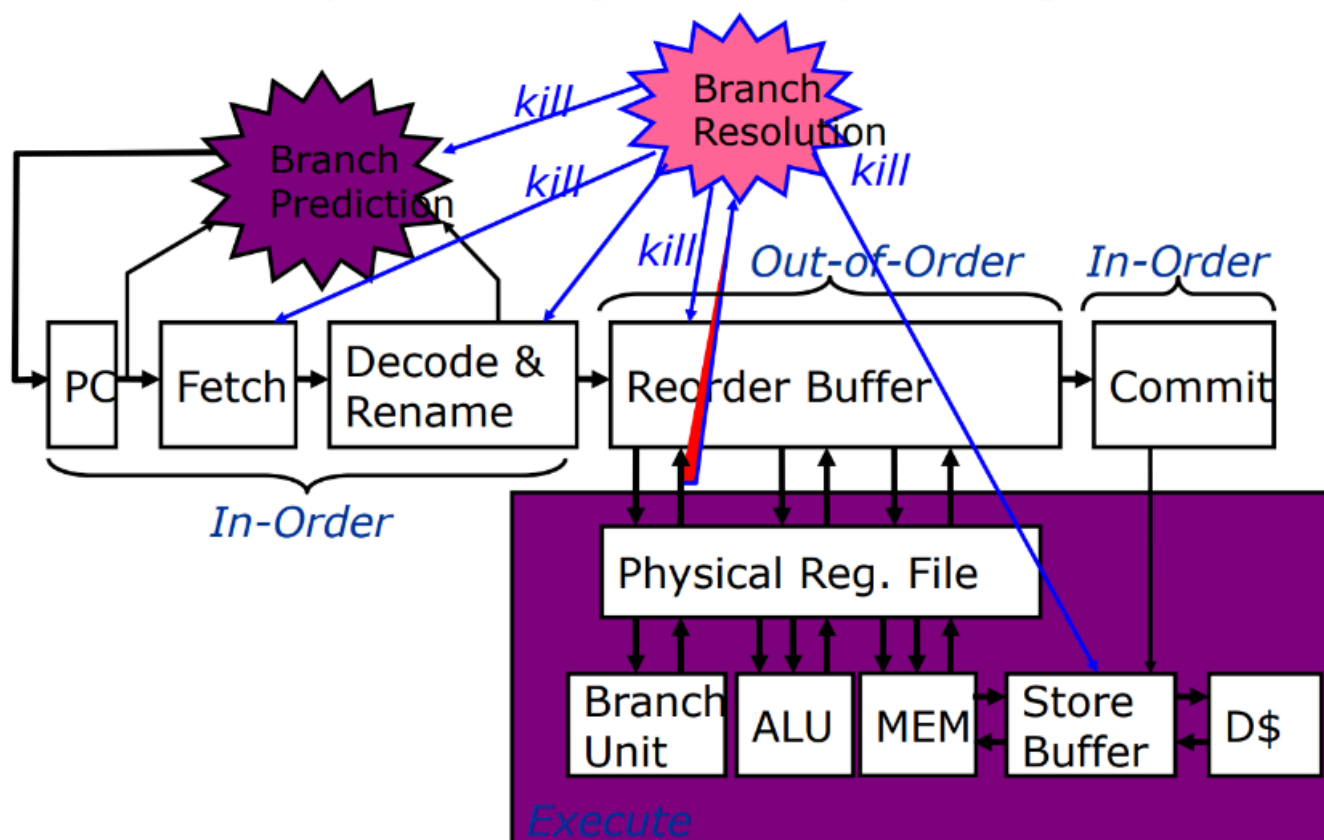 Branch
Resolution
kill
Branch
Prediction
kill
kill
kill
Out-of-Order
In-Order
PC
Fetch
Decode &
Rename
Reorder Buffer
Commit
In-Order
Physical Reg. File
Branch
Unit
ALU
MEM
Store
Buffer
D$
Execute